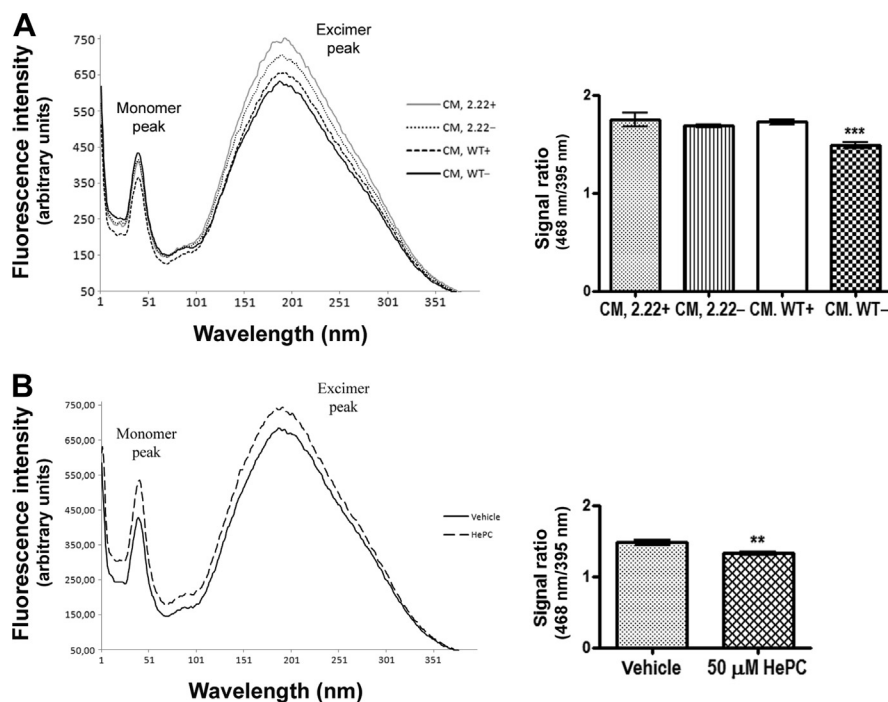 A
Fluorescence intensity
(arbitrary units)
750
650
550
450
350
250
150
50
Monomer
peak
Excimer
peak
CM, 2.22+
CM, 2.22–
CM, WT+
CM, WT–
1 51 101 151 201 251 301 351
Wavelength (nm)
Signal ratio
(468 nm/395 nm)
2
1
0
***
CM, 2.22+ CM, 2.22– CM. WT+ CM. WT–
B
Fluorescence intensity
(arbitrary units)
750,00
650,00
550,00
450,00
350,00
250,00
150,00
50,00
Monomer
peak
Excimer
peak
Vehicle
HePC
1 51 101 151 201 251 301 351
Wavelength (nm)
Signal ratio
(468 nm/395 nm)
2
1
0
**
Vehicle 50 µM HePC